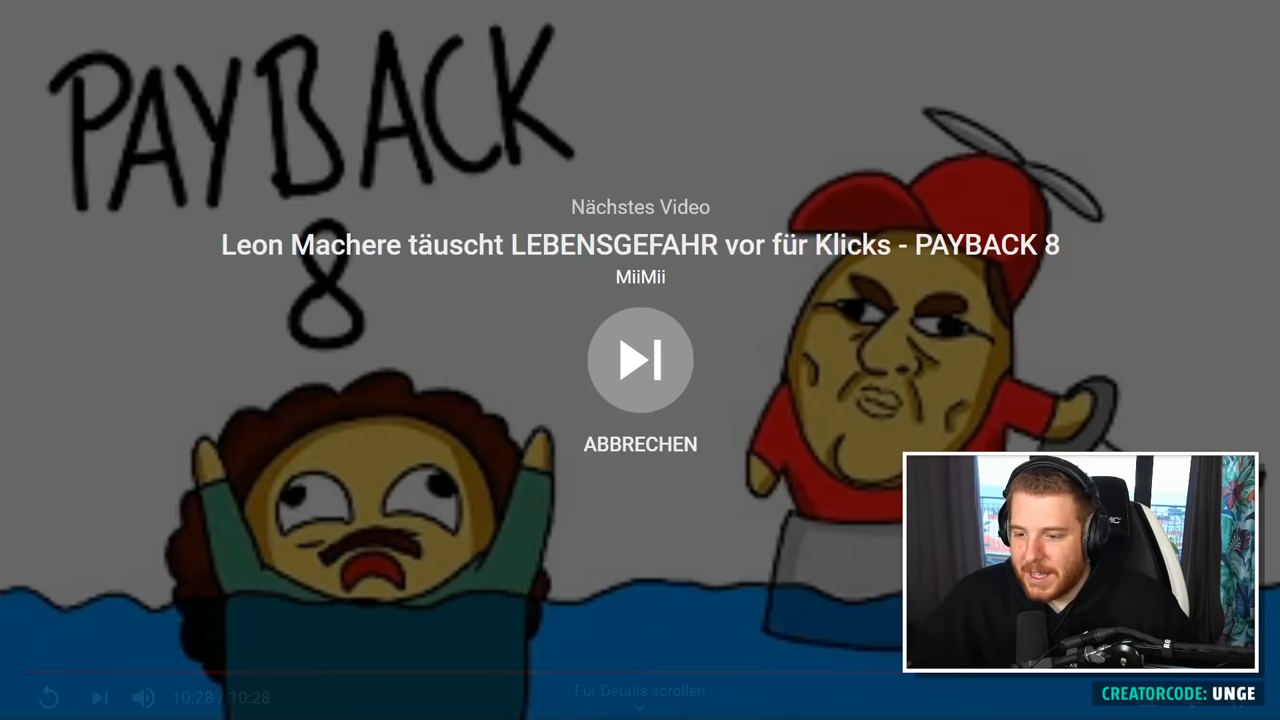 PAYBACK
8
Nächstes Video
Leon Machere täuscht LEBENSGEFAHR vor für Klicks - PAYBACK 8
MiiMii
ABBRECHEN
10:28 / 10:28
Für Details scrollen
CREATORCODE: UNGE